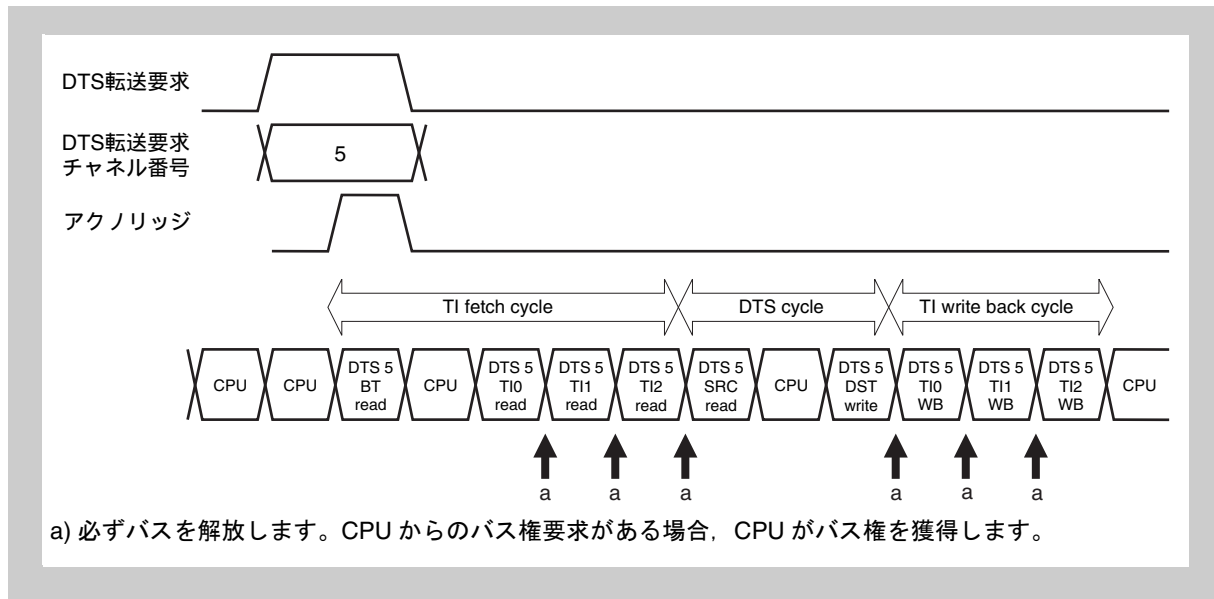 DTS転送要求
DTS転送要求
チャネル番号
5
アクノリッジ
TI fetch cycle
DTS cycle
TI write back cycle
CPU
CPU
DTS 5
BT
read
CPU
DTS 5
TI0
read
DTS 5
TI1
read
DTS 5
TI2
read
DTS 5
SRC
read
CPU
DTS 5
DST
write
DTS 5
TI0
WB
DTS 5
TI1
WB
DTS 5
TI2
WB
CPU
a
a
a
a
a
a
a) 必ずバスを解放します。CPU からのバス権要求がある場合，CPU がバス権を獲得します。